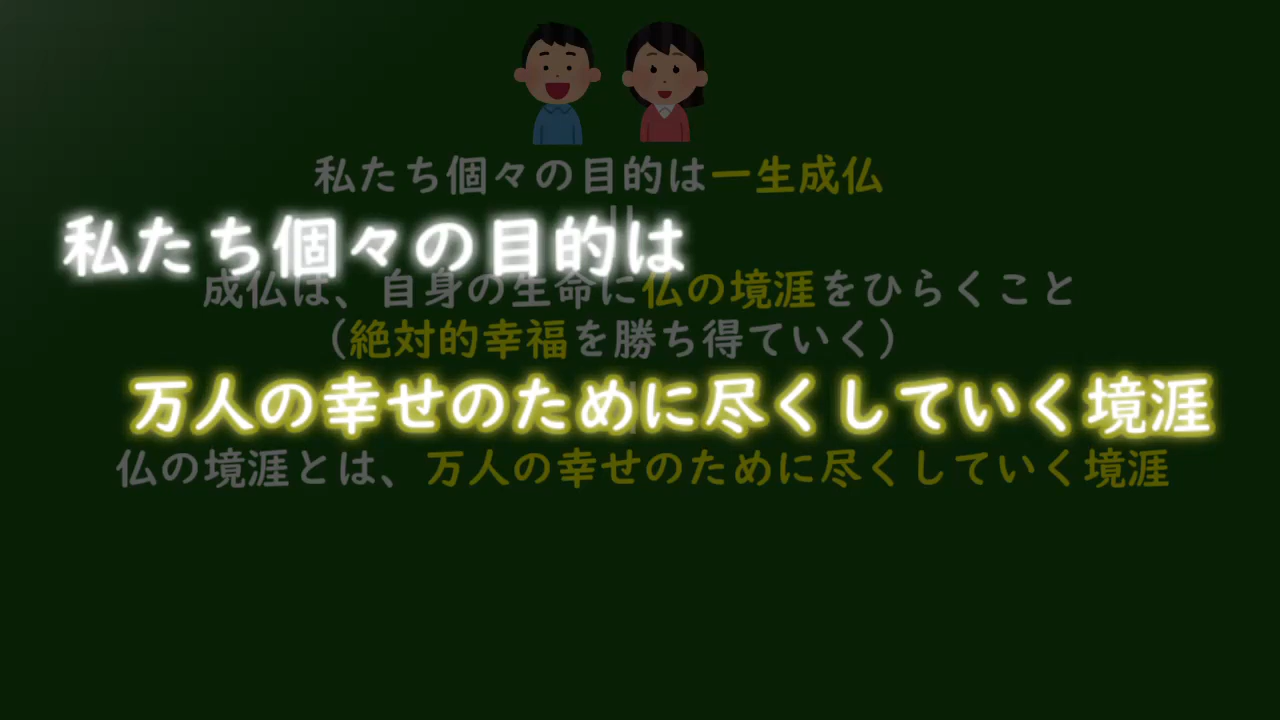 私たち個々の目的は一生成仏
私たち個々の目的は
成仏は、自身の生命に仏の境涯をひらくこと
（絶対的幸福を勝ち得ていく）
万人の幸せのために尽くしていく境涯
仏の境涯とは、万人の幸せのために尽くしていく境涯